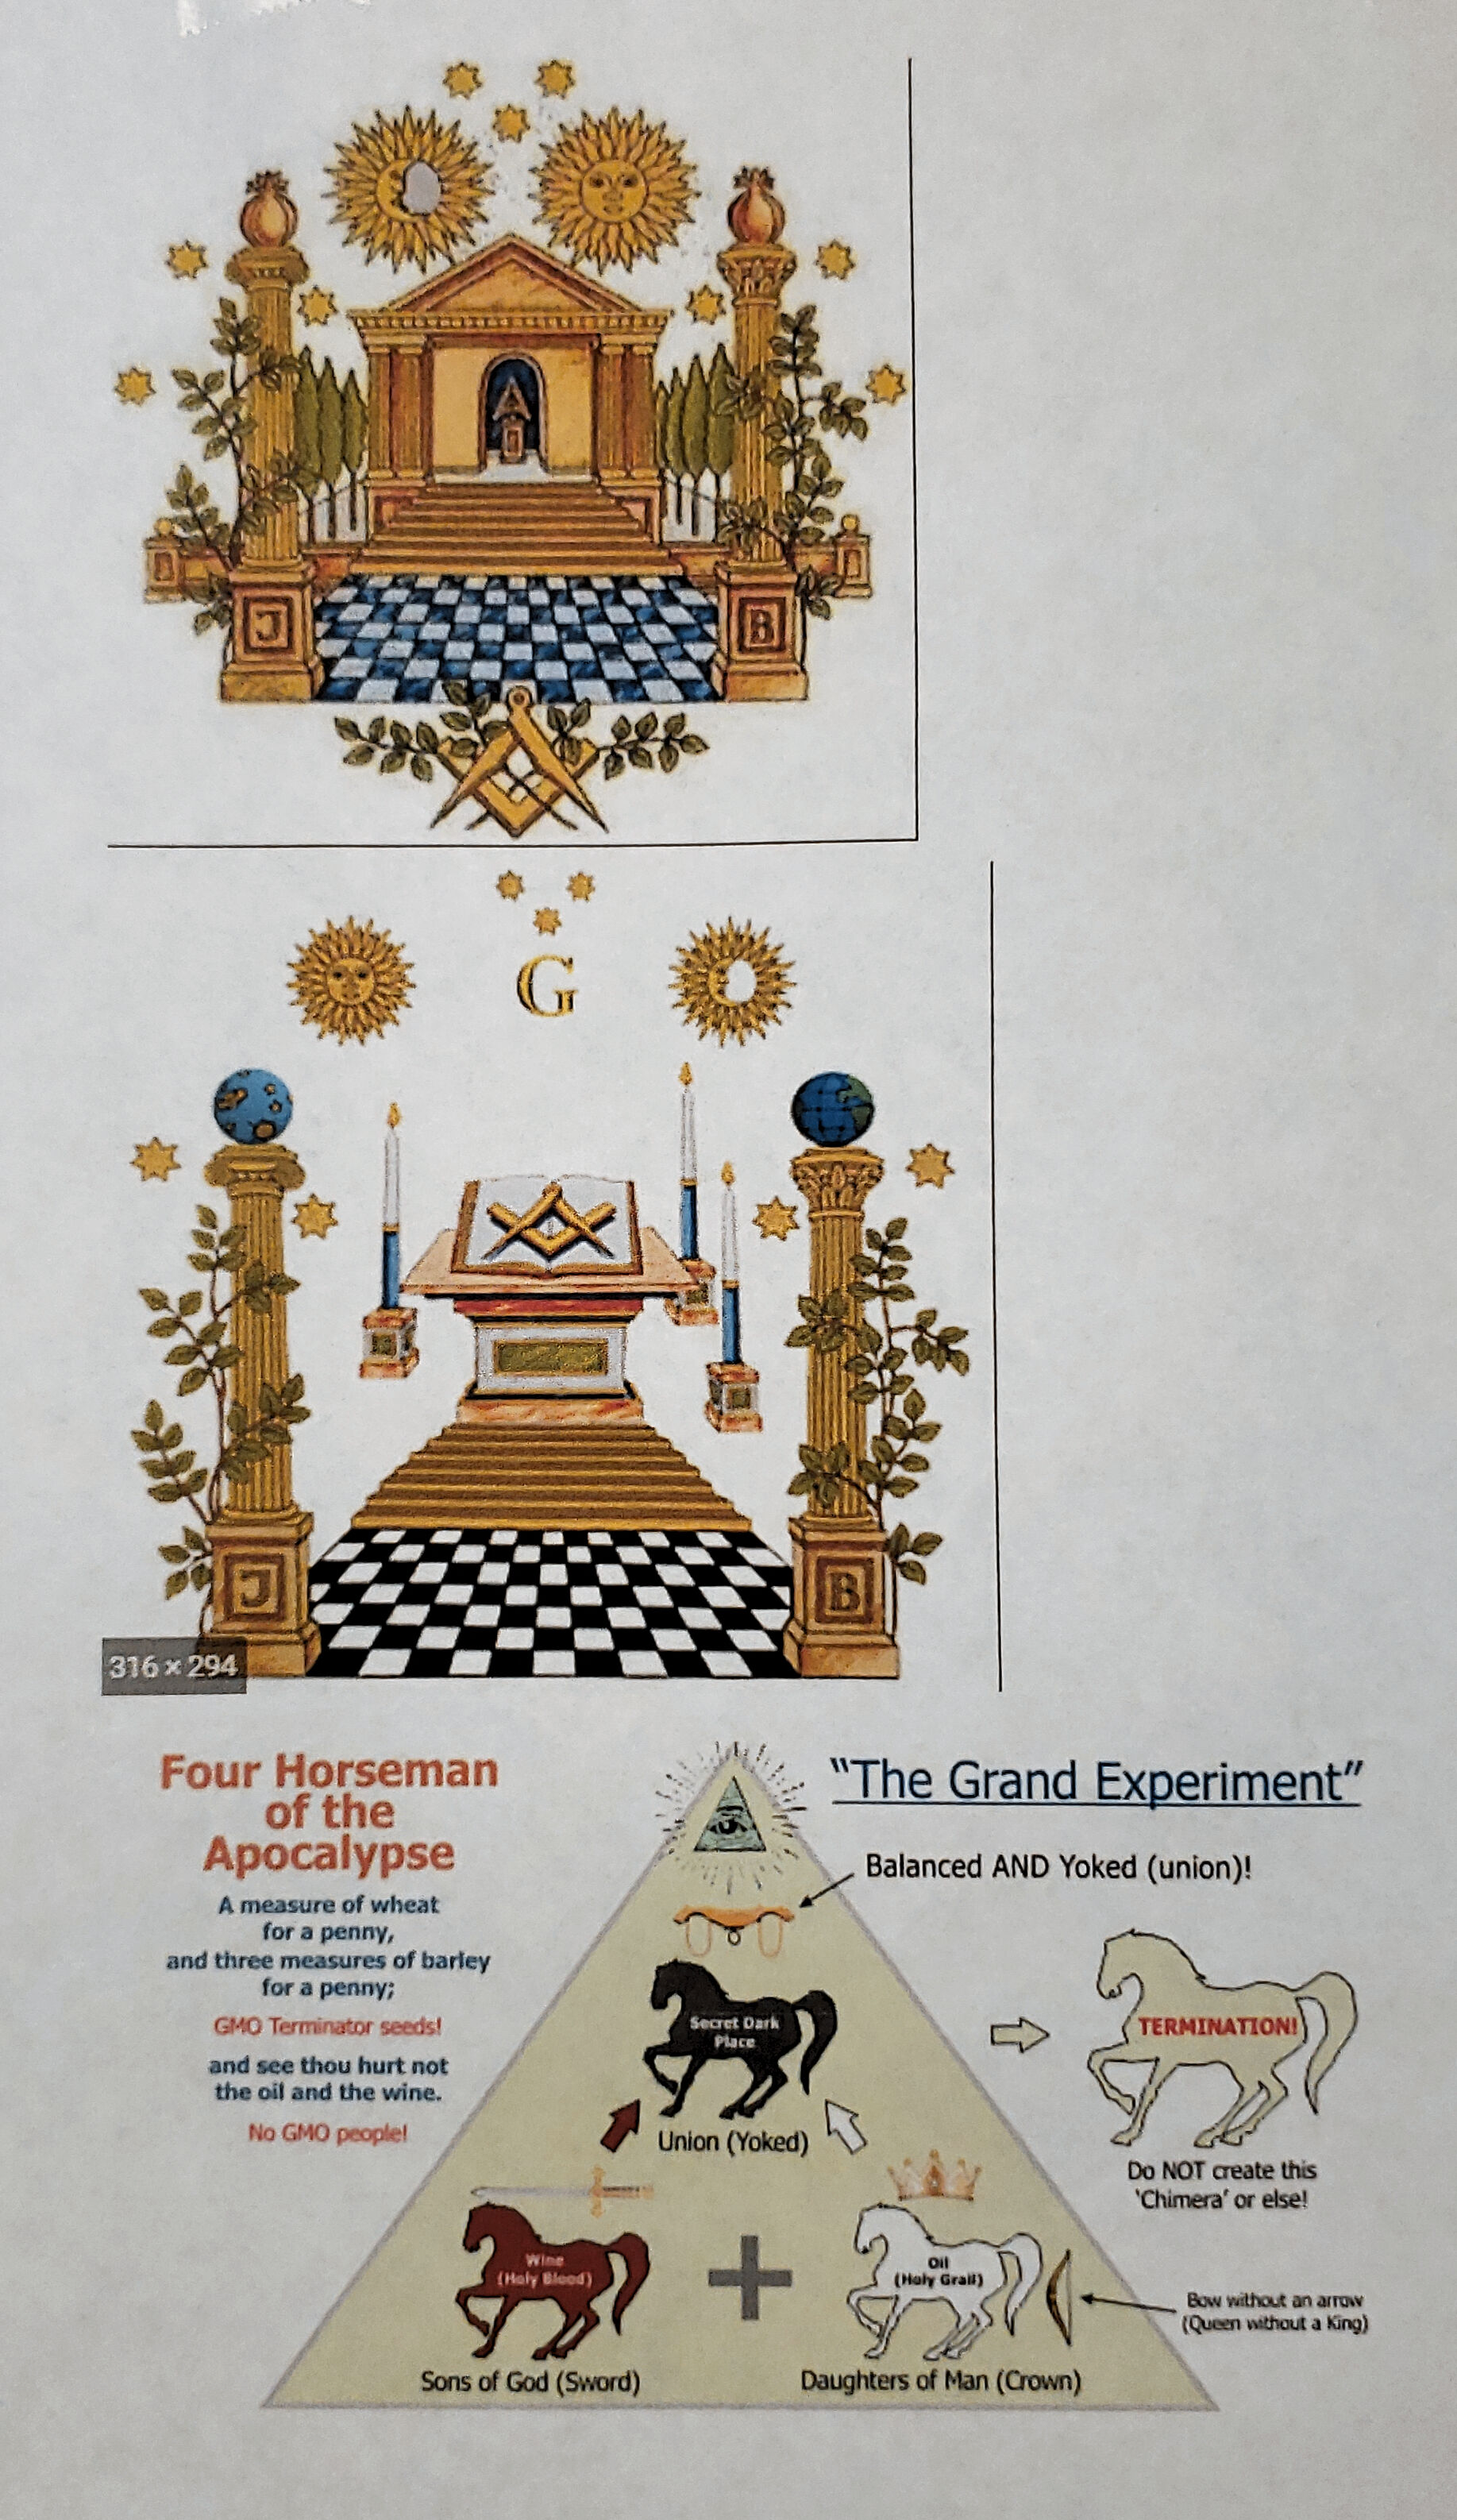 J
B
G
J
B
316 × 294
Four Horseman
of the
Apocalypse
A measure of wheat
for a penny,
and three measures of barley
for a penny;
GMO Terminator seeds!
and see thou hurt not
the oil and the wine.
No GMO people!
“The Grand Experiment”
Balanced AND Yoked (union)!
Secret Dark
Place
Union (Yoked)
TERMINATION!
Do NOT create this
‘Chimera’ or else!
Wine
(Holy Blood)
Sons of God (Sword)
Oil
(Holy Grail)
Daughters of Man (Crown)
Bow without an arrow
(Queen without a King)